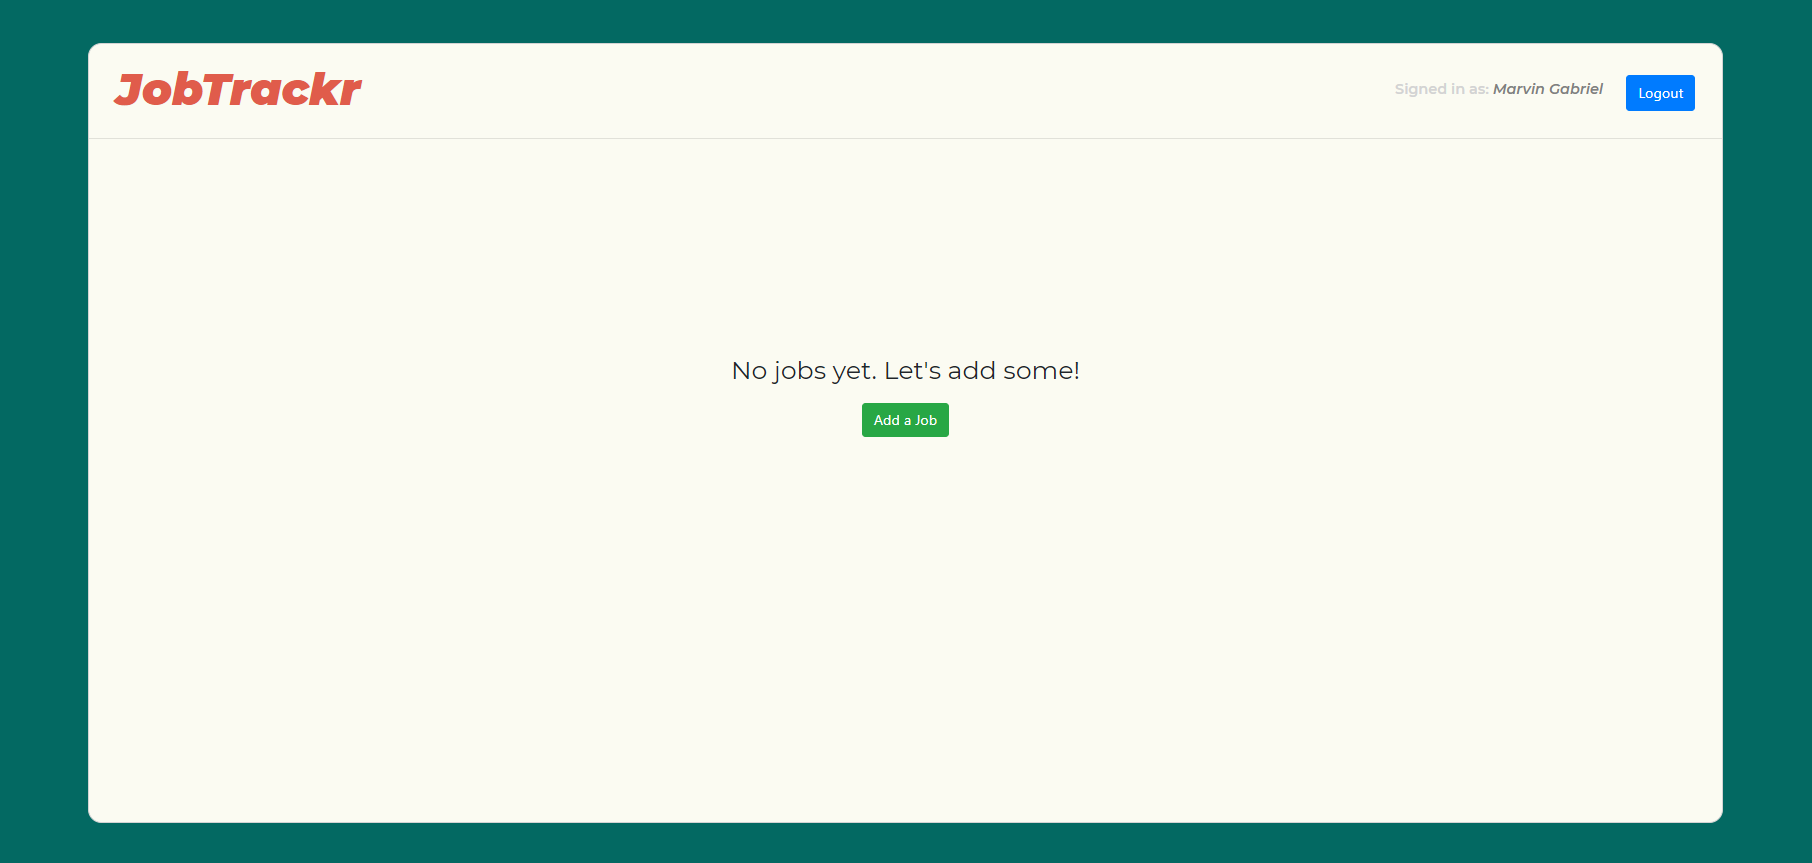 JobTrackr
Signed in as: Marvin Gabriel
Logout
No jobs yet. Let's add some!
Add a Job